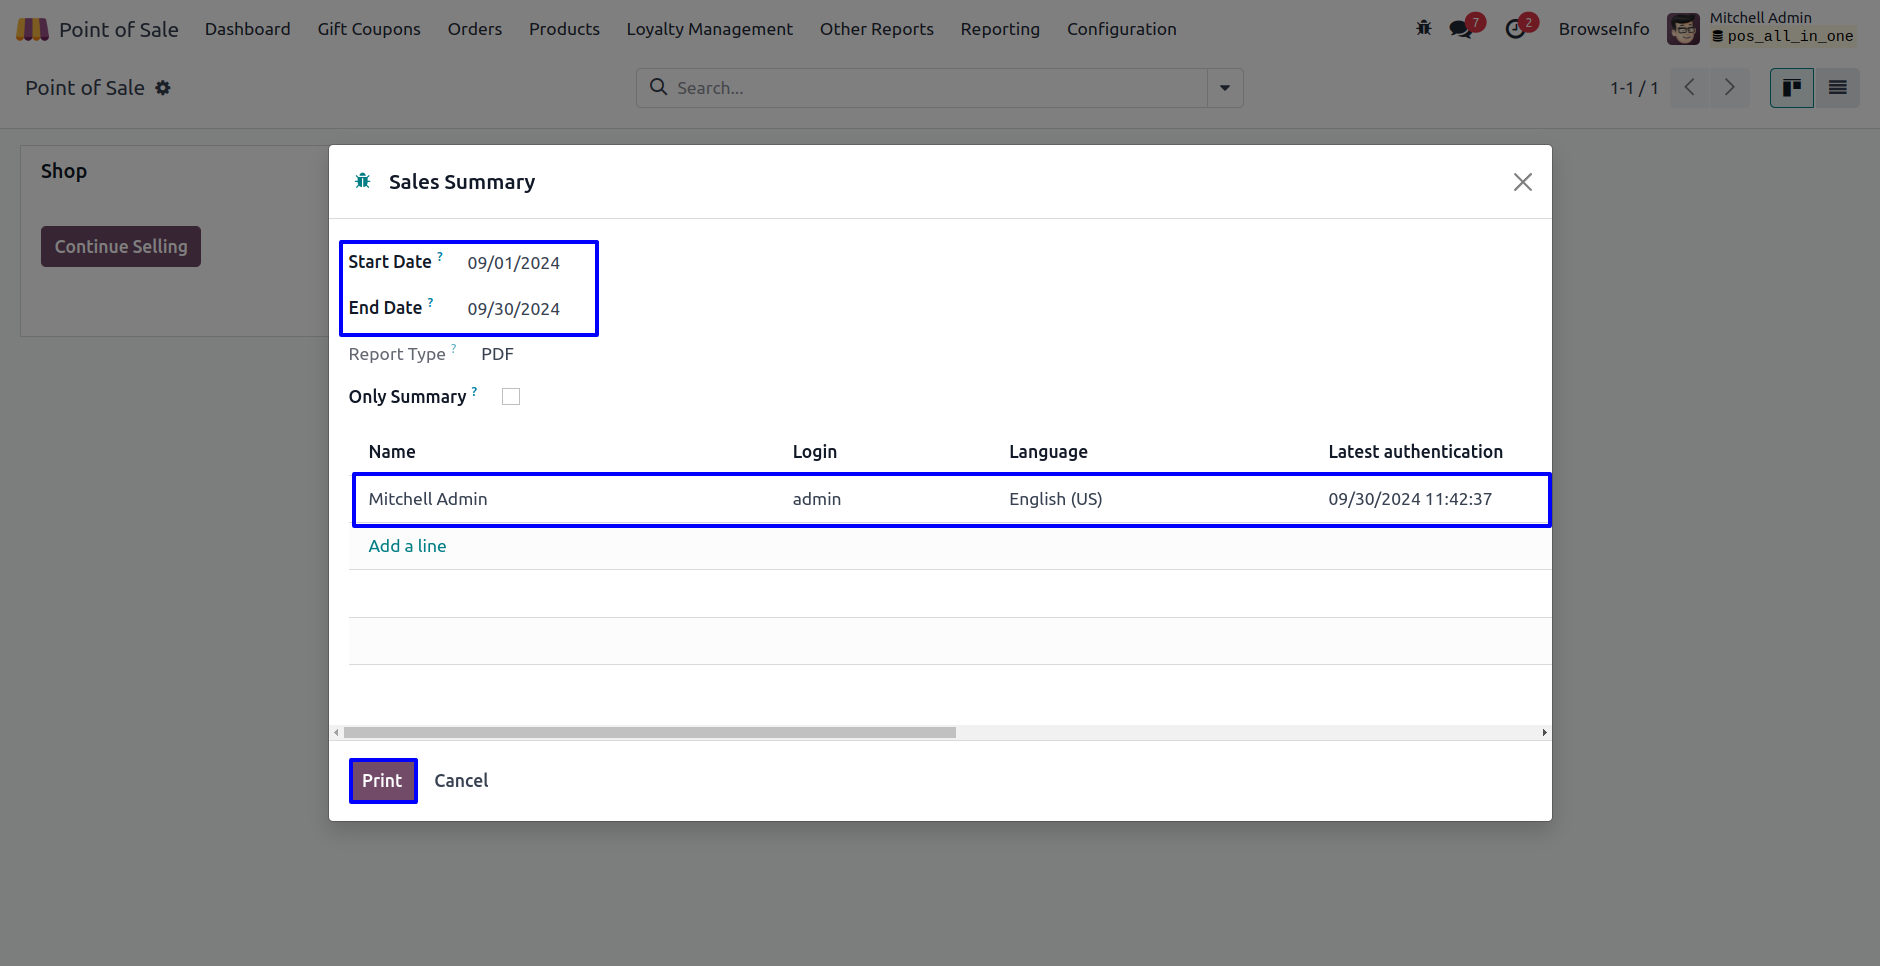 Point of Sale Dashboard Gift Coupons Orders Products Loyalty Management Other Reports Reporting Configuration 7 2 BrowseInfo Mitchell Admin
pos_all_in_one
Point of Sale Search... 1-1 / 1
Shop
Continue Selling
Sales Summary
Start Date ? 09/01/2024
End Date ? 09/30/2024
Report Type ? PDF
Only Summary ?
Name Login Language Latest authentication
Mitchell Admin admin English (US) 09/30/2024 11:42:37
Add a line
Print Cancel